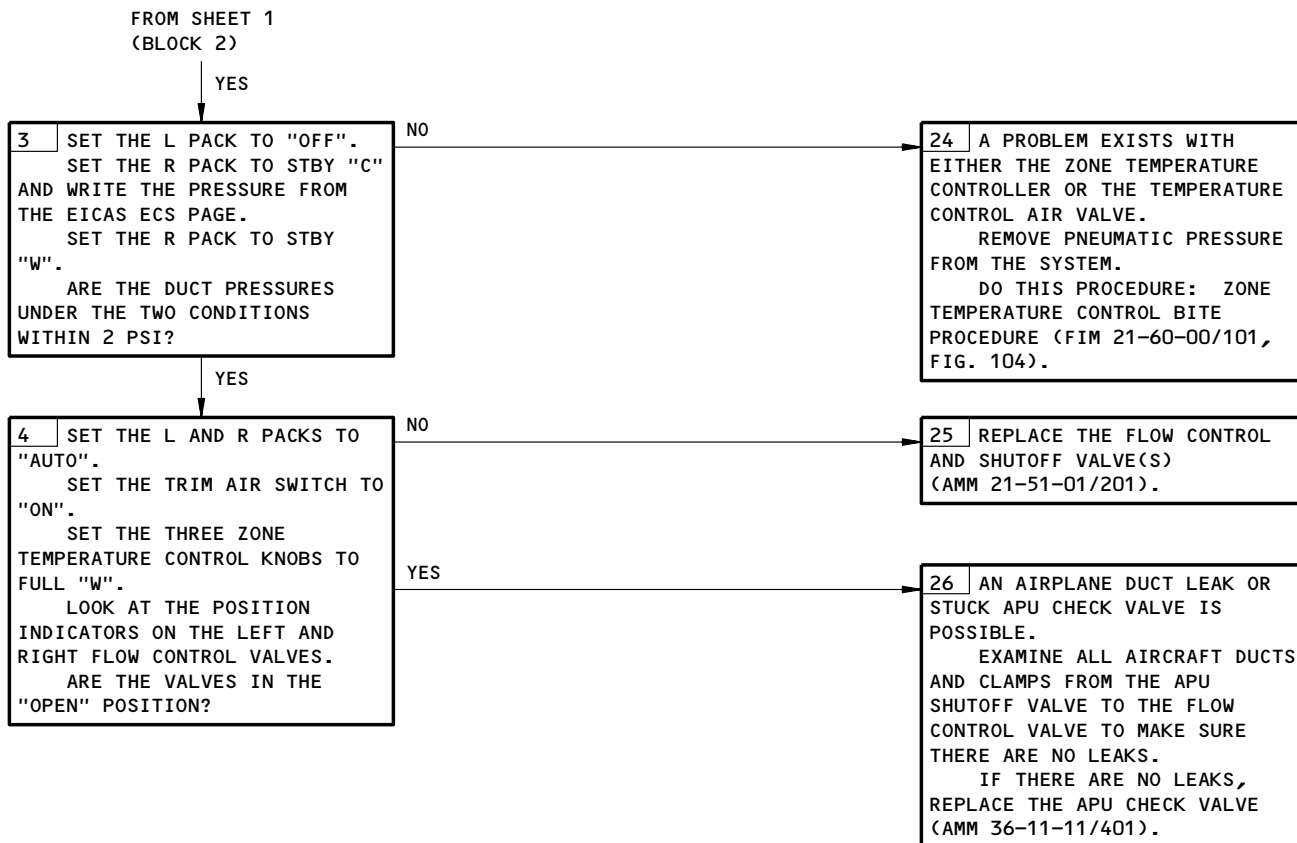 FROM SHEET 1
(BLOCK 2)
YES
3 SET THE L PACK TO "OFF".
SET THE R PACK TO STBY "C"
AND WRITE THE PRESSURE FROM
THE EICAS ECS PAGE.
SET THE R PACK TO STBY
"W".
ARE THE DUCT PRESSURES
UNDER THE TWO CONDITIONS
WITHIN 2 PSI?
NO
24 A PROBLEM EXISTS WITH
EITHER THE ZONE TEMPERATURE
CONTROLLER OR THE TEMPERATURE
CONTROL AIR VALVE.
REMOVE PNEUMATIC PRESSURE
FROM THE SYSTEM.
DO THIS PROCEDURE: ZONE
TEMPERATURE CONTROL BITE
PROCEDURE (FIM 21-60-00/101,
FIG. 104).
YES
4 SET THE L AND R PACKS TO
"AUTO".
SET THE TRIM AIR SWITCH TO
"ON".
SET THE THREE ZONE
TEMPERATURE CONTROL KNOBS TO
FULL "W".
LOOK AT THE POSITION
INDICATORS ON THE LEFT AND
RIGHT FLOW CONTROL VALVES.
ARE THE VALVES IN THE
"OPEN" POSITION?
NO
25 REPLACE THE FLOW CONTROL
AND SHUTOFF VALVE(S)
(AMM 21-51-01/201).
YES
26 AN AIRPLANE DUCT LEAK OR
STUCK APU CHECK VALVE IS
POSSIBLE.
EXAMINE ALL AIRCRAFT DUCTS
AND CLAMPS FROM THE APU
SHUTOFF VALVE TO THE FLOW
CONTROL VALVE TO MAKE SURE
THERE ARE NO LEAKS.
IF THERE ARE NO LEAKS,
REPLACE THE APU CHECK VALVE
(AMM 36-11-11/401).